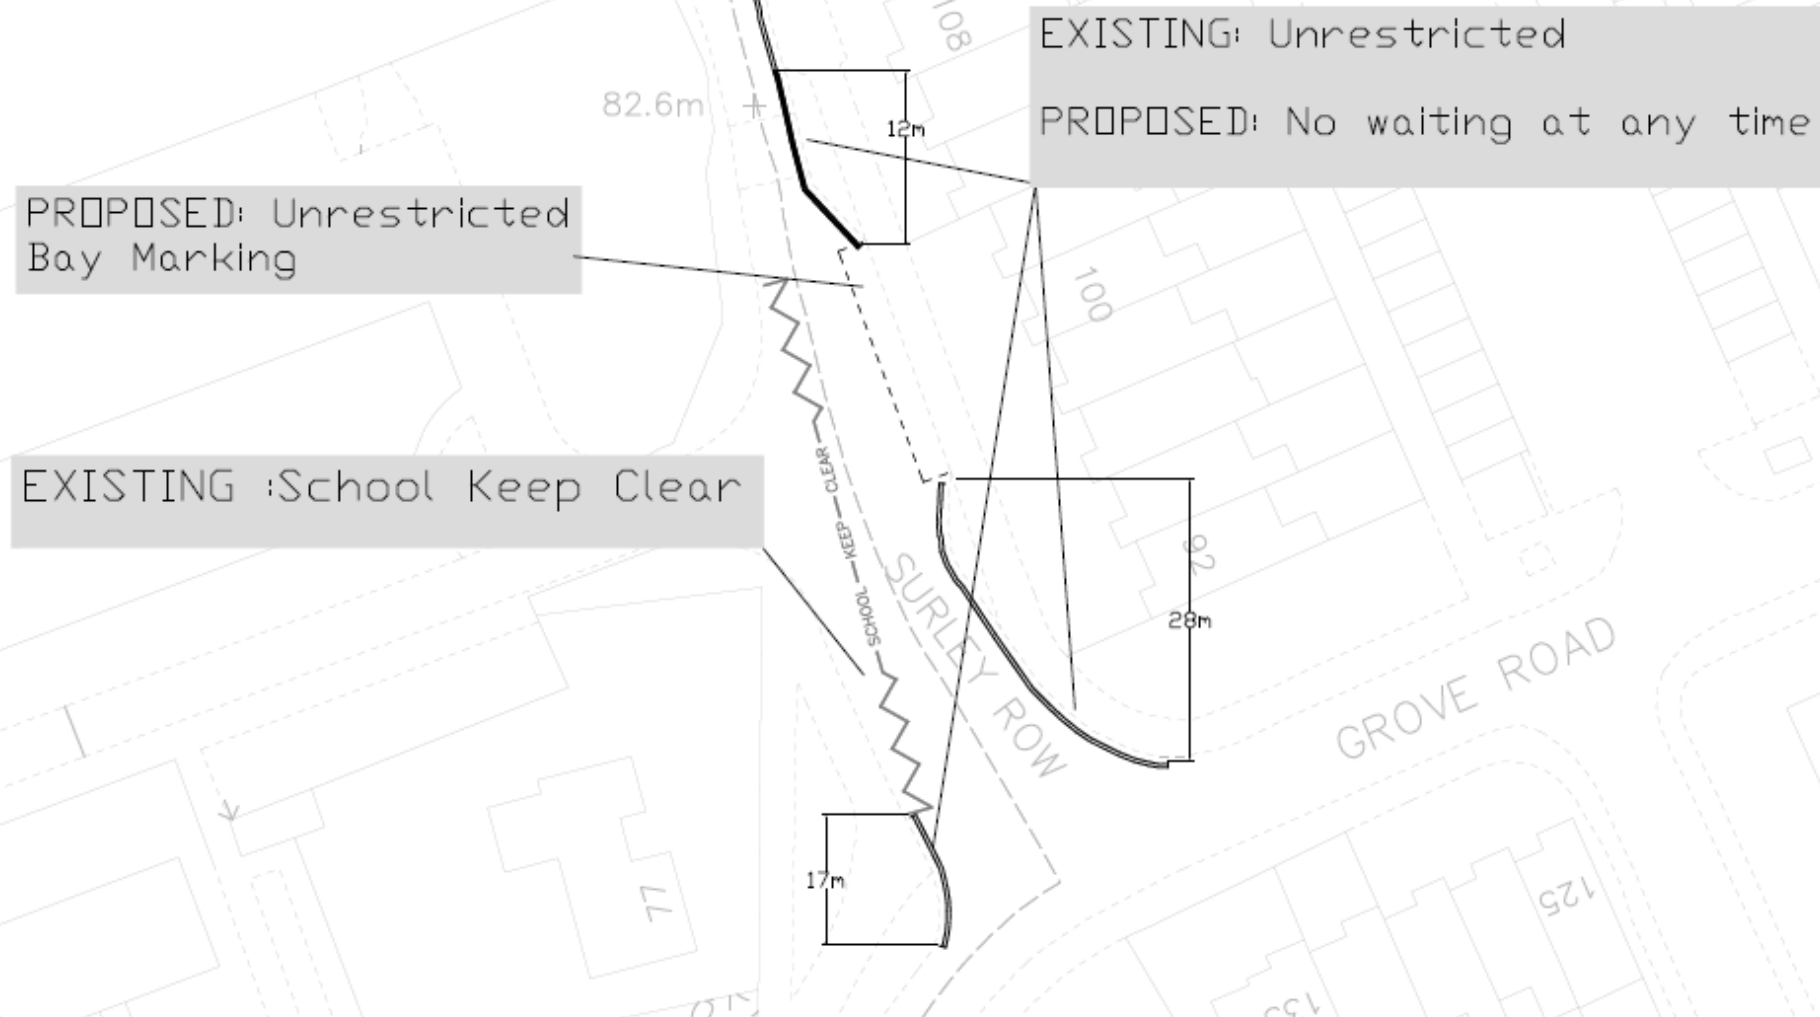 108
EXISTING: Unrestricted
PROPOSED: No waiting at any time
82.6m
12m
PROPOSED: Unrestricted
Bay Marking
100
EXISTING :School Keep Clear
SCHOOL KEEP CLEAR
92
SURLEY ROW
28m
GROVE ROAD
17m
77
125